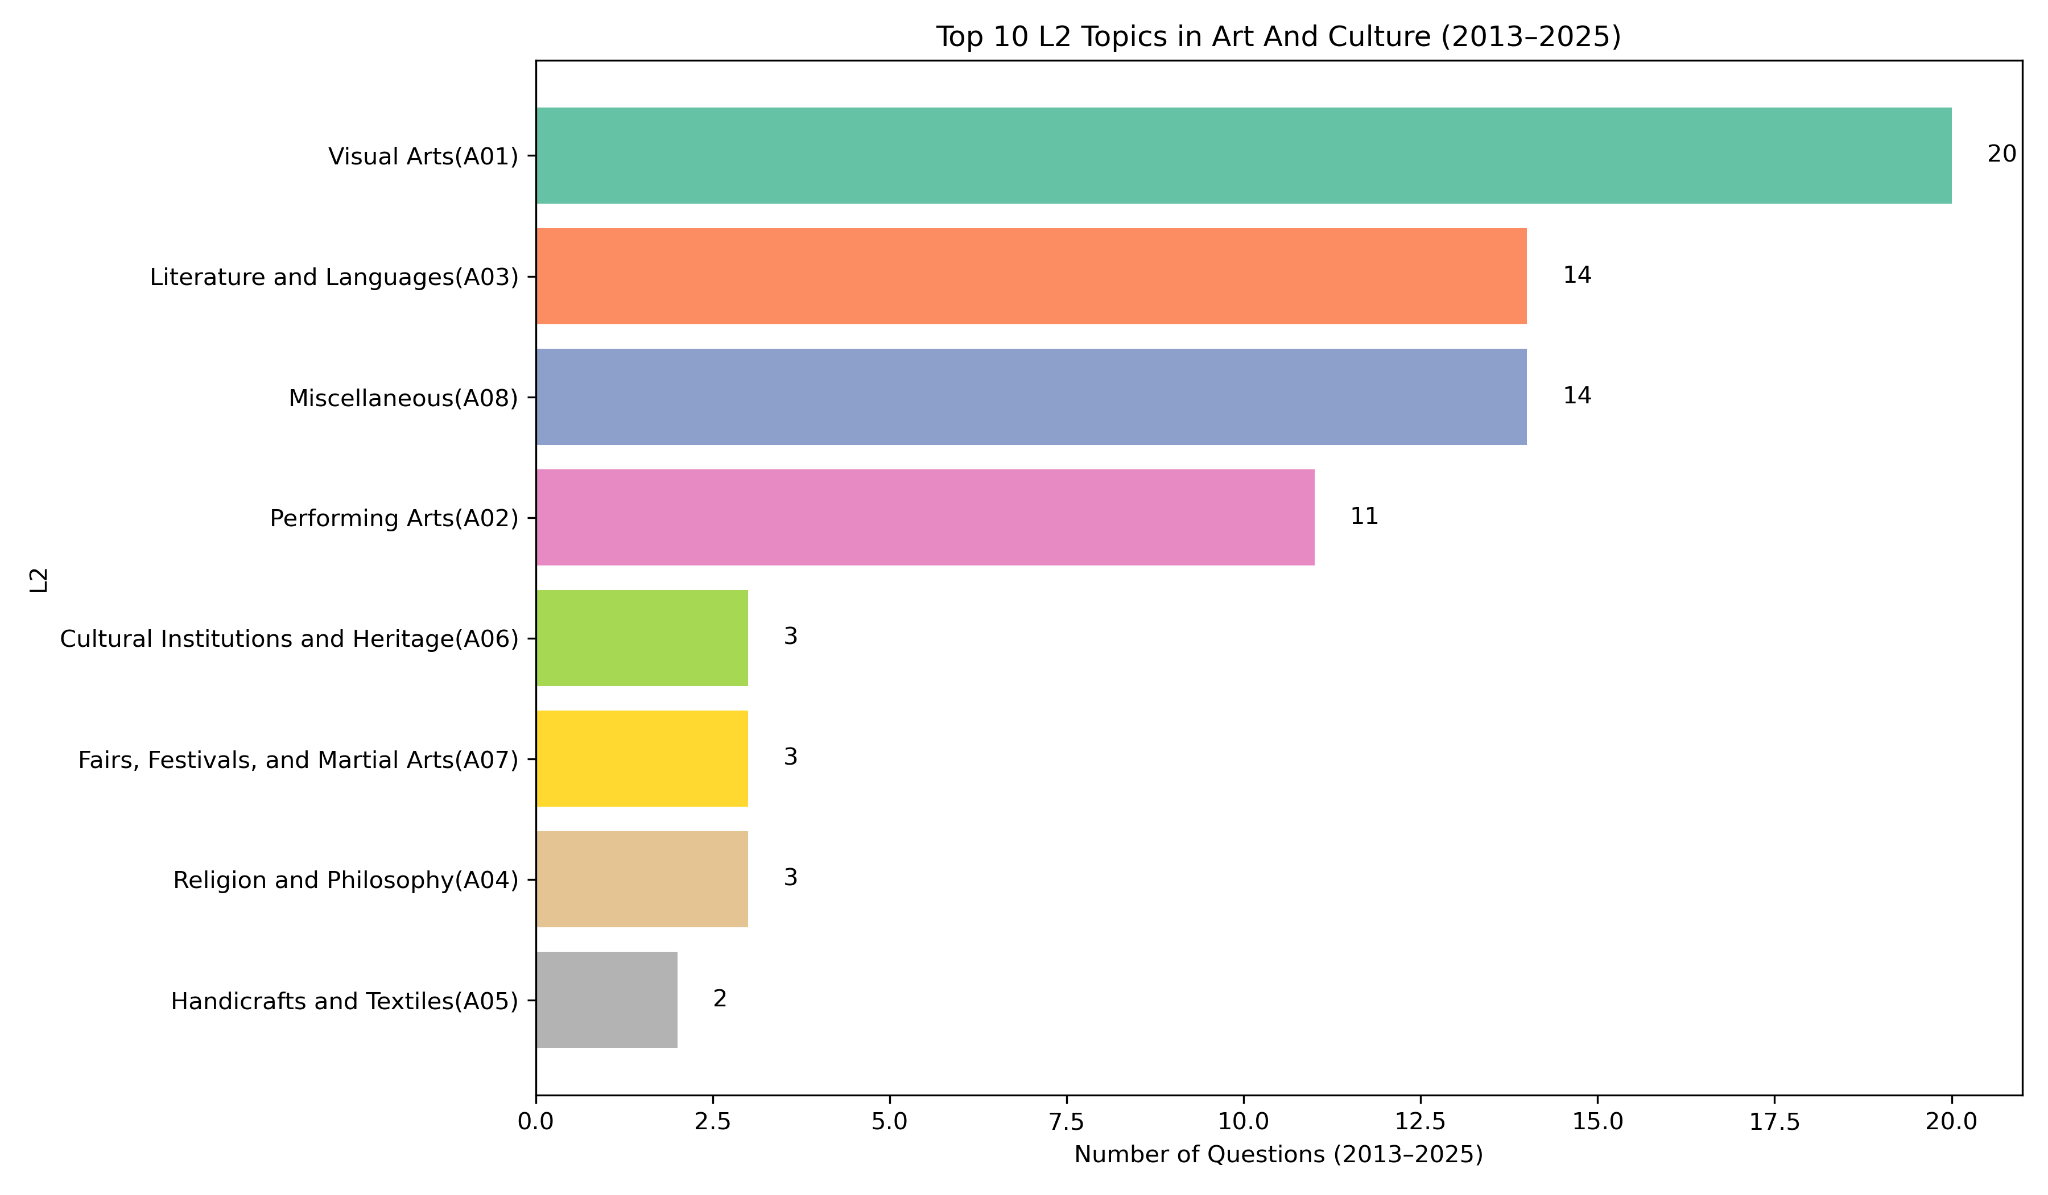 Top 10 L2 Topics in Art And Culture (2013–2025)
Visual Arts(A01)
20
Literature and Languages(A03)
14
Miscellaneous(A08)
14
Performing Arts(A02)
11
L2
Cultural Institutions and Heritage(A06)
3
Fairs, Festivals, and Martial Arts(A07)
3
Religion and Philosophy(A04)
3
Handicrafts and Textiles(A05)
2
0.0 2.5 5.0 7.5 10.0 12.5 15.0 17.5 20.0
Number of Questions (2013–2025)